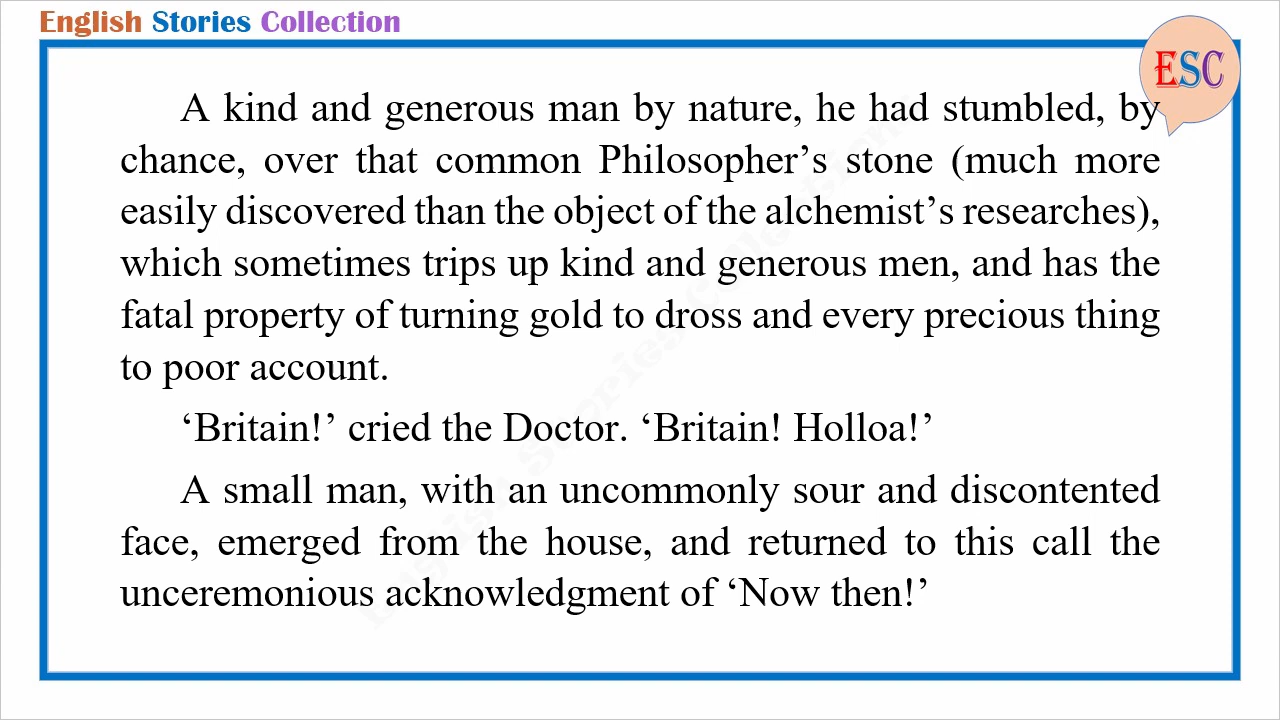 English Stories Collection
ESC
A kind and generous man by nature, he had stumbled, by
chance, over that common Philosopher’s stone (much more
easily discovered than the object of the alchemist’s researches),
which sometimes trips up kind and generous men, and has the
fatal property of turning gold to dross and every precious thing
to poor account.
‘Britain!’ cried the Doctor. ‘Britain! Holloa!’
A small man, with an uncommonly sour and discontented
face, emerged from the house, and returned to this call the
unceremonious acknowledgment of ‘Now then!’
English Stories Collection